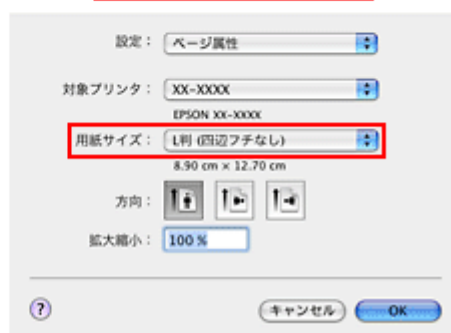 設定： ページ属性
対象プリンタ： XX-XXXX
EPSON XX-XXXX
用紙サイズ： L判 (四辺フチなし)
8.90 cm × 12.70 cm
方向：
拡大縮小： 100 %
? キャンセル OK